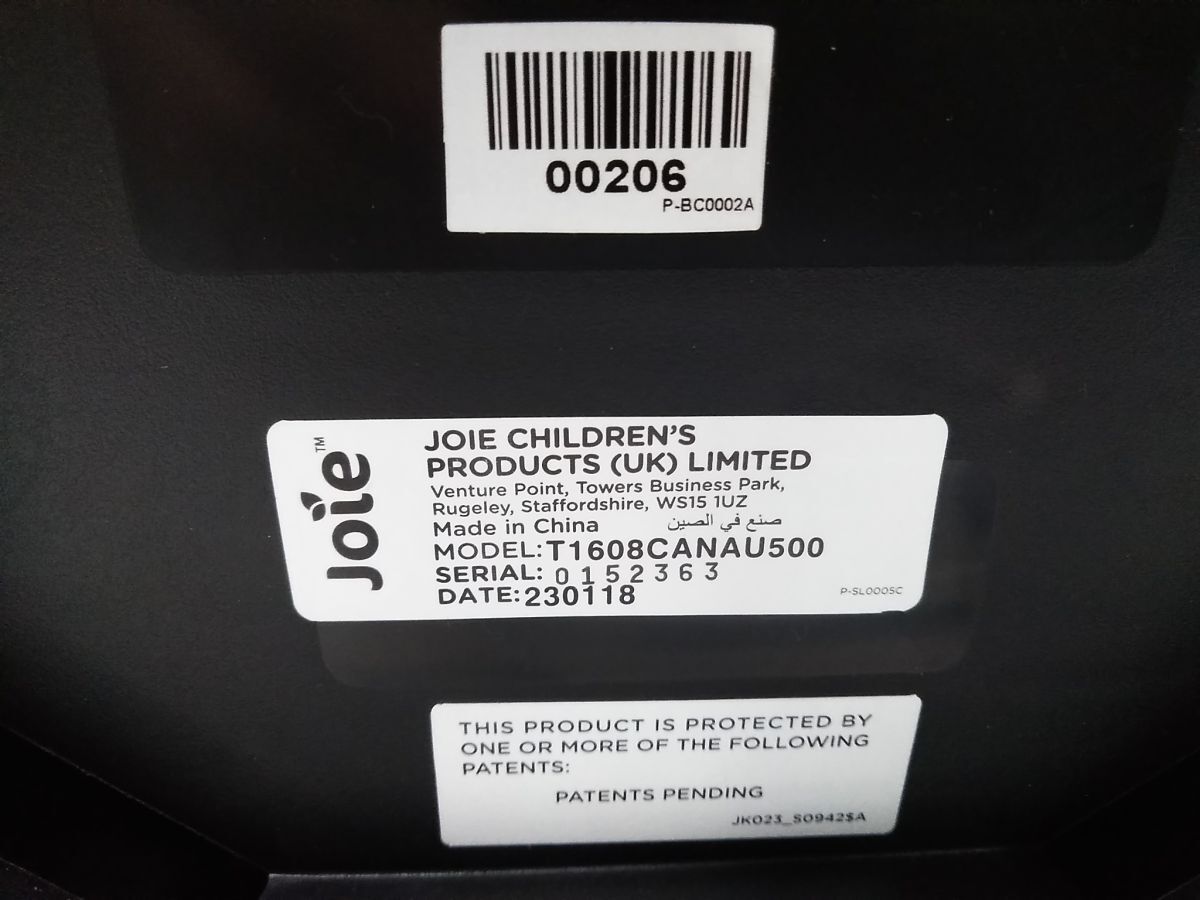 00206
P-BC0002A
Joie™
JOIE CHILDREN'S
PRODUCTS (UK) LIMITED
Venture Point, Towers Business Park,
Rugeley, Staffordshire, WS15 1UZ
Made in China صنع في الصين
MODEL:T1608CANAU500
SERIAL: 0152363
DATE:230118
P-SL0005C
THIS PRODUCT IS PROTECTED BY
ONE OR MORE OF THE FOLLOWING
PATENTS:
PATENTS PENDING
JK023_S0942$A